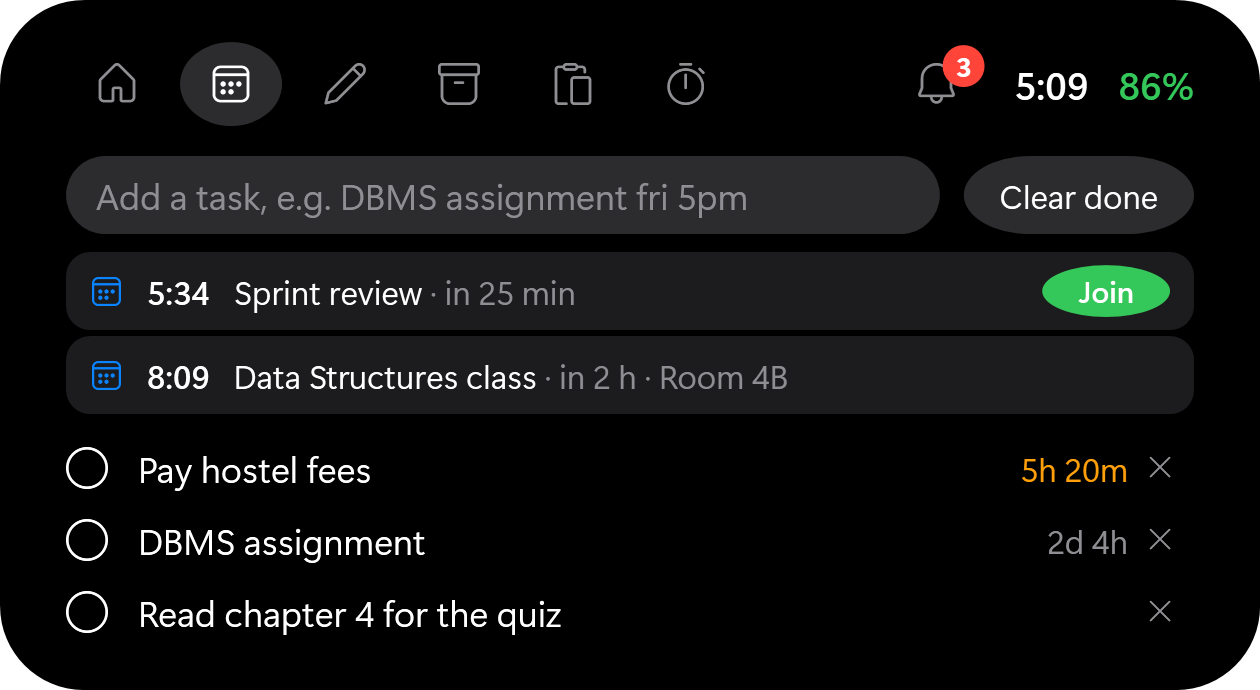 3
5:09 86%
Add a task, e.g. DBMS assignment fri 5pm
Clear done
5:34 Sprint review · in 25 min
Join
8:09 Data Structures class · in 2 h · Room 4B
Pay hostel fees 5h 20m
DBMS assignment 2d 4h
Read chapter 4 for the quiz